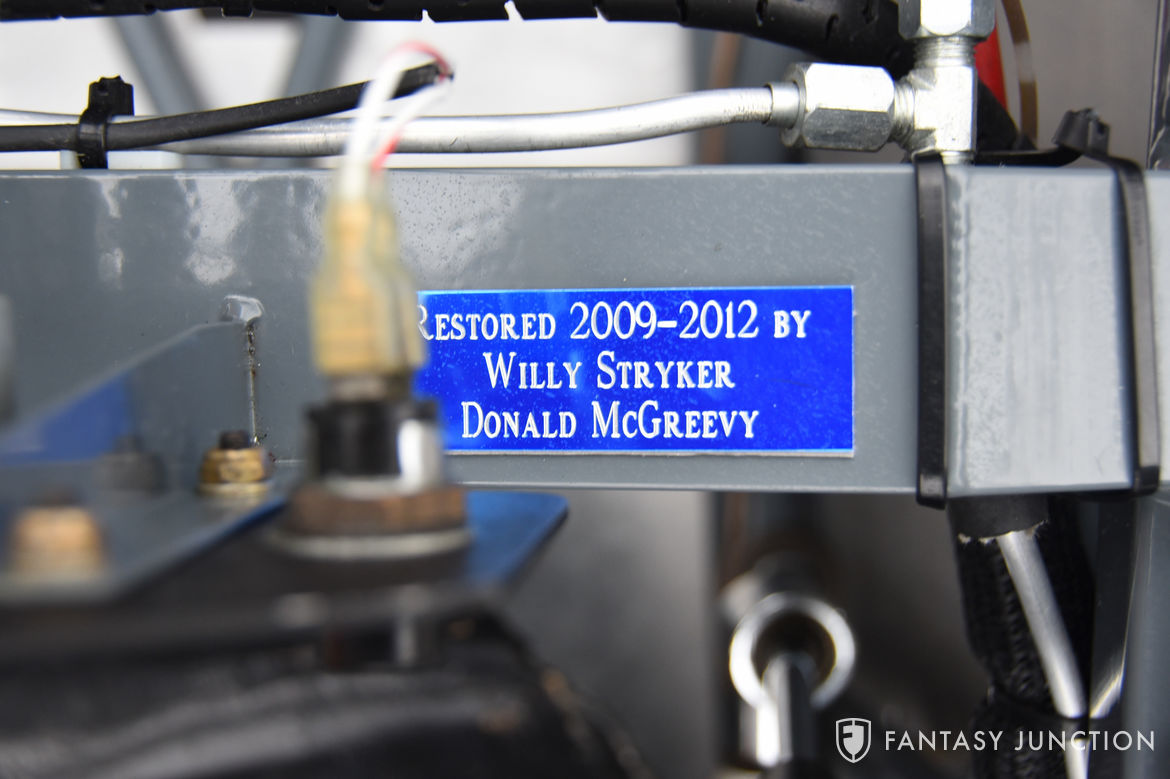 RESTORED 2009-2012 BY
WILLY STRYKER
DONALD MCGREEVY
FANTASY JUNCTION